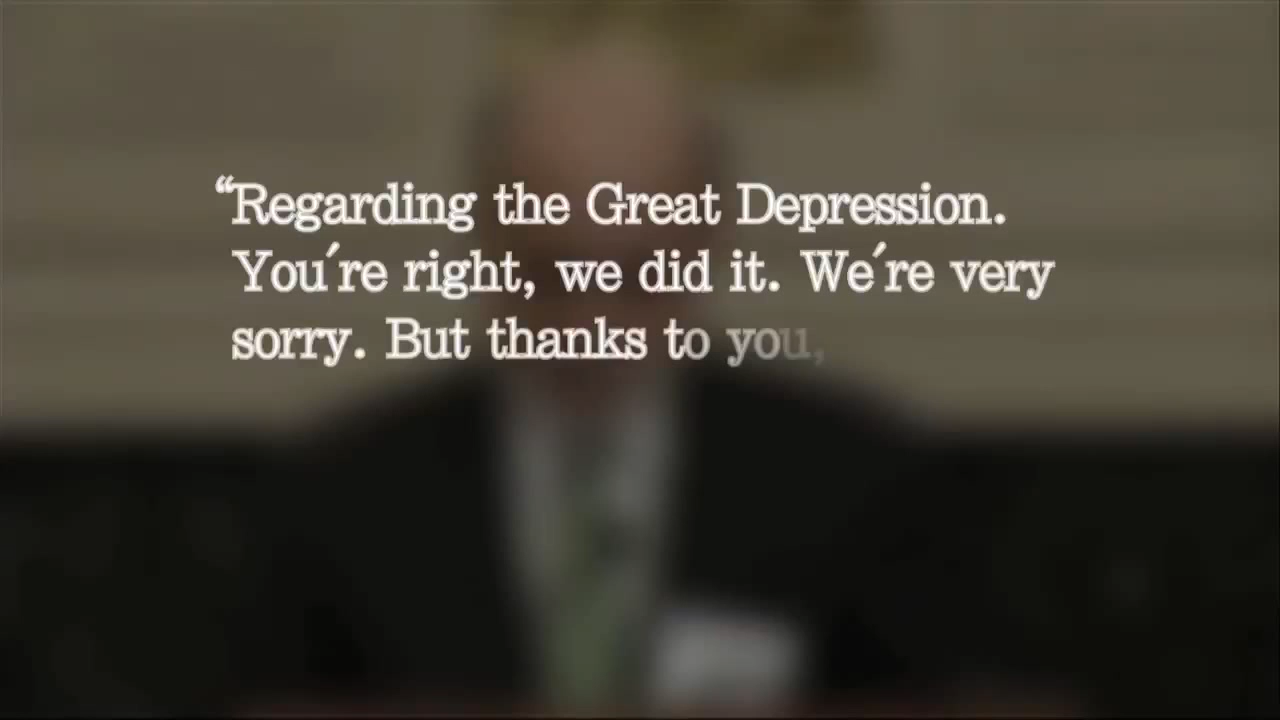 “Regarding the Great Depression.
You´re right, we did it. We´re very
sorry. But thanks to you,